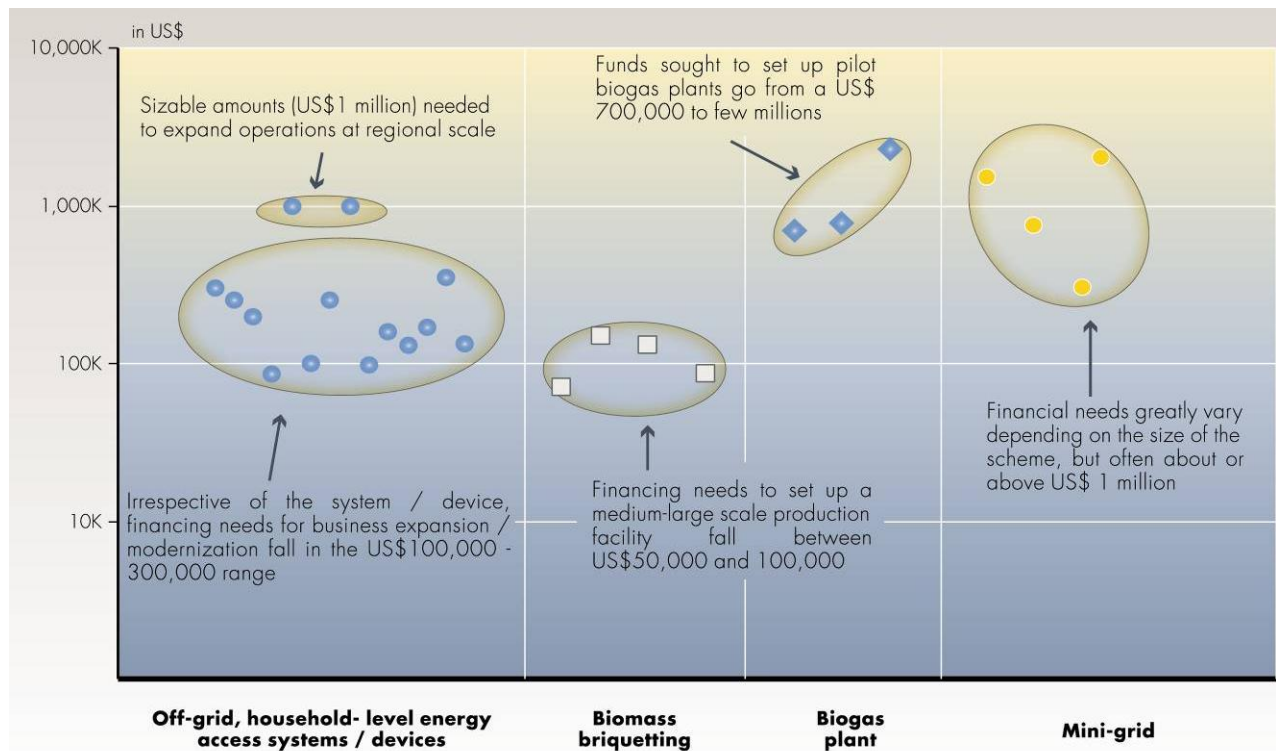 in US$
10,000K
1,000K
100K
10K
Sizable amounts (US$1 million) needed
to expand operations at regional scale
Funds sought to set up pilot
biogas plants go from a US$
700,000 to few millions
Irrespective of the system / device,
financing needs for business expansion /
modernization fall in the US$100,000 -
300,000 range
Financing needs to set up a
medium-large scale production
facility fall between
US$50,000 and 100,000
Financial needs greatly vary
depending on the size of the
scheme, but often about or
above US$ 1 million
Off-grid, household- level energy
access systems / devices
Biomass
briquetting
Biogas
plant
Mini-grid